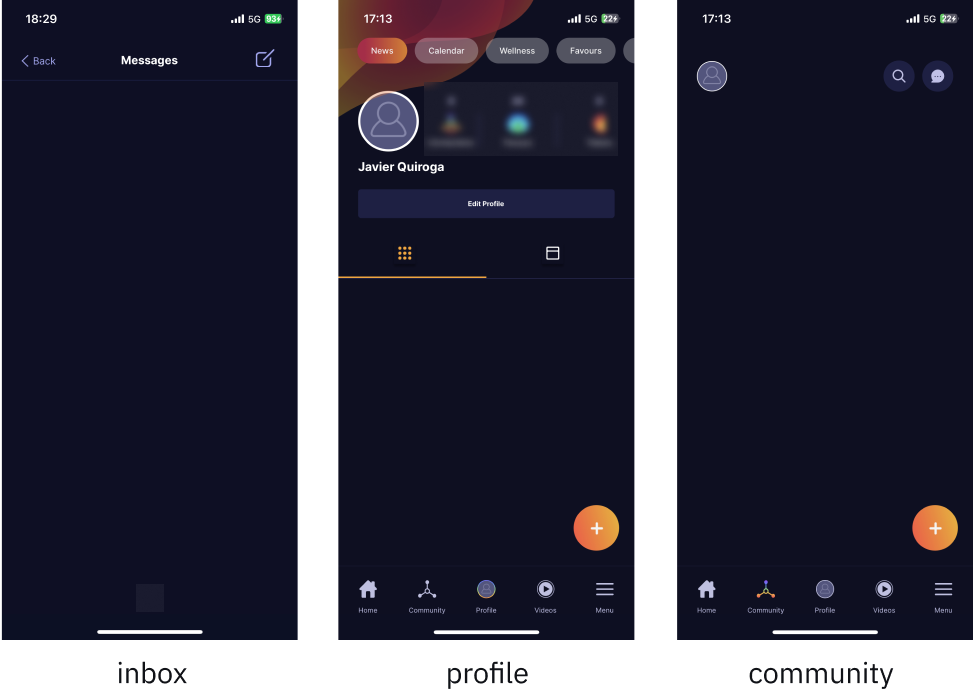 18:29
5G 93
Back
Messages
17:13
5G 22
News
Calendar
Wellness
Favours
Javier Quiroga
Edit Profile
+
Home
Community
Profile
Videos
Menu
17:13
5G 22
+
Home
Community
Profile
Videos
Menu
inbox
profile
community